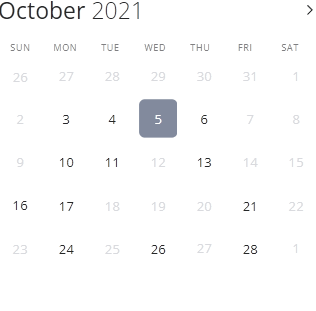 October 2021 >
SUN MON TUE WED THU FRI SAT
26 27 28 29 30 31 1
2 3 4 5 6 7 8
9 10 11 12 13 14 15
16 17 18 19 20 21 22
23 24 25 26 27 28 1